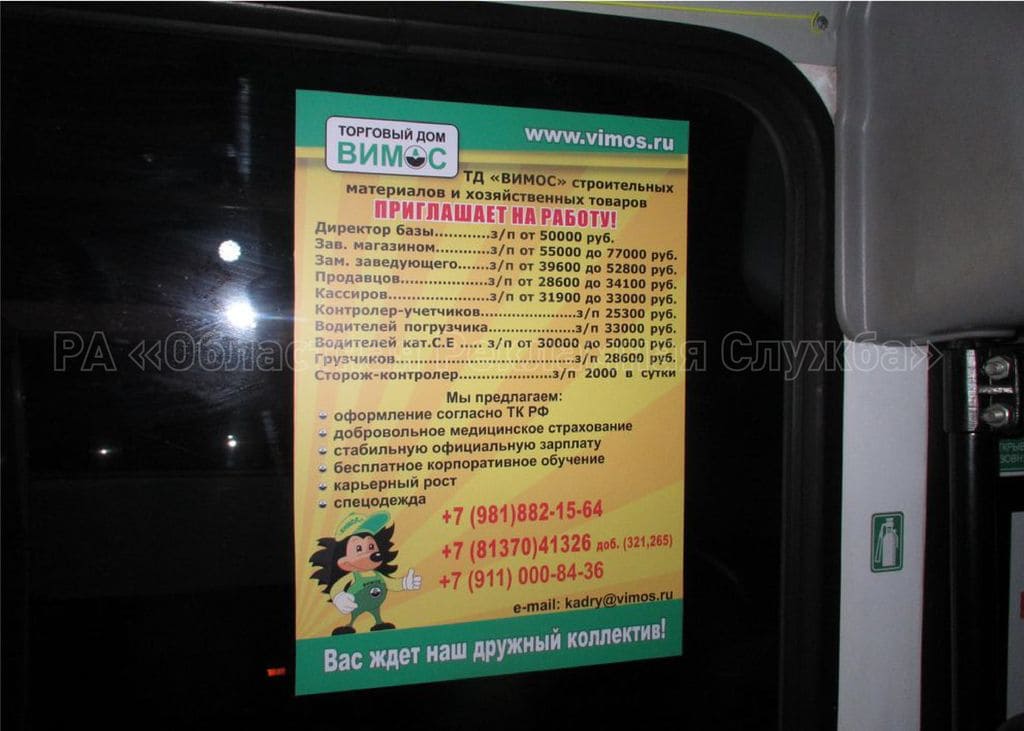 ТОРГОВЫЙ ДОМ
ВИМОС
www.vimos.ru
ТД «ВИМОС» строительных
материалов и хозяйственных товаров
ПРИГЛАШАЕТ НА РАБОТУ!
Директор базы............з/п от 50000 руб.
Зав. магазином...........з/п от 55000 до 77000 руб.
Зам. заведующего.......з/п от 39600 до 52800 руб.
Продавцов...................з/п от 28600 до 34100 руб.
Кассиров......................з/п от 31900 до 33000 руб.
Контролер-учетчиков.....................з/п 25300 руб.
Водителей погрузчика...................з/п 33000 руб.
Водителей кат.С.Е ..... з/п от 30000 до 50000 руб.
Грузчиков.......................................з/п 28600 руб.
Сторож-контролер....................з/п 2000 в сутки
РА «Областная Рекламная Служба»
Мы предлагаем:
оформление согласно ТК РФ
добровольное медицинское страхование
стабильную официальную зарплату
бесплатное корпоративное обучение
карьерный рост
спецодежда
+7 (981)882-15-64
+7 (81370)41326 доб. (321,265)
+7 (911) 000-84-36
e-mail: kadry@vimos.ru
Вас ждет наш дружный коллектив!